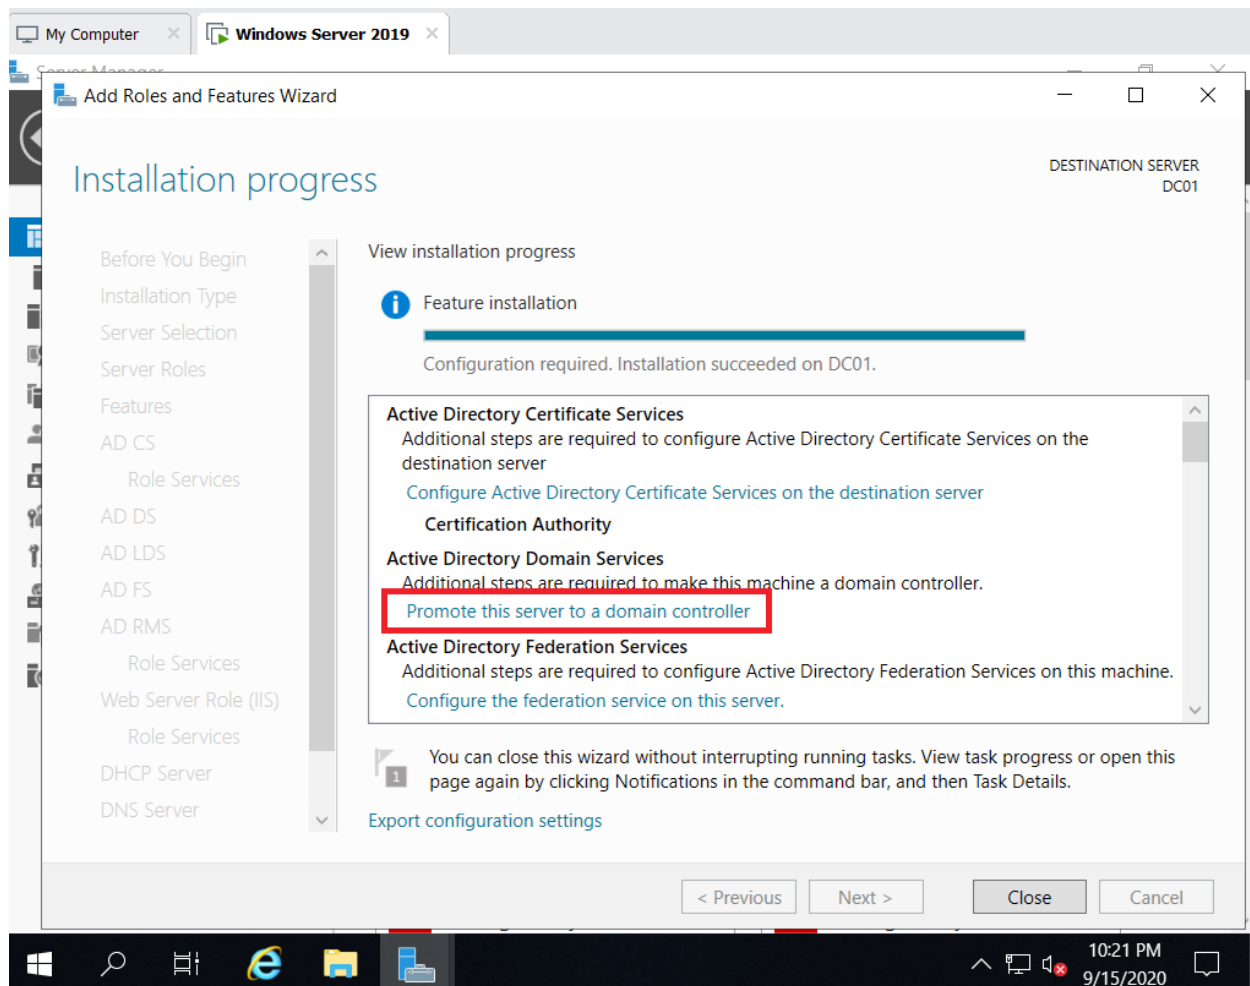 My Computer
Windows Server 2019
Server Manager
Add Roles and Features Wizard
Installation progress
DESTINATION SERVER
DC01
Before You Begin
Installation Type
Server Selection
Server Roles
Features
AD CS
Role Services
AD DS
AD LDS
AD FS
AD RMS
Role Services
Web Server Role (IIS)
Role Services
DHCP Server
DNS Server
View installation progress
Feature installation
Configuration required. Installation succeeded on DC01.
Active Directory Certificate Services
Additional steps are required to configure Active Directory Certificate Services on the
destination server
Configure Active Directory Certificate Services on the destination server
Certification Authority
Active Directory Domain Services
Additional steps are required to make this machine a domain controller.
Promote this server to a domain controller
Active Directory Federation Services
Additional steps are required to configure Active Directory Federation Services on this machine.
Configure the federation service on this server.
1
You can close this wizard without interrupting running tasks. View task progress or open this
page again by clicking Notifications in the command bar, and then Task Details.
Export configuration settings
< Previous
Next >
Close
Cancel
10:21 PM
9/15/2020